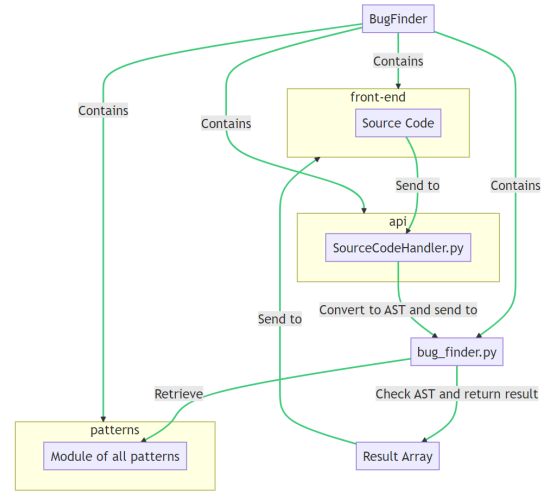 BugFinder
Contains
front-end
Source Code
Contains
Contains
Send to
Contains
api
SourceCodeHandler.py
Convert to AST and send to
Send to
bug_finder.py
Retrieve
Check AST and return result
patterns
Module of all patterns
Result Array